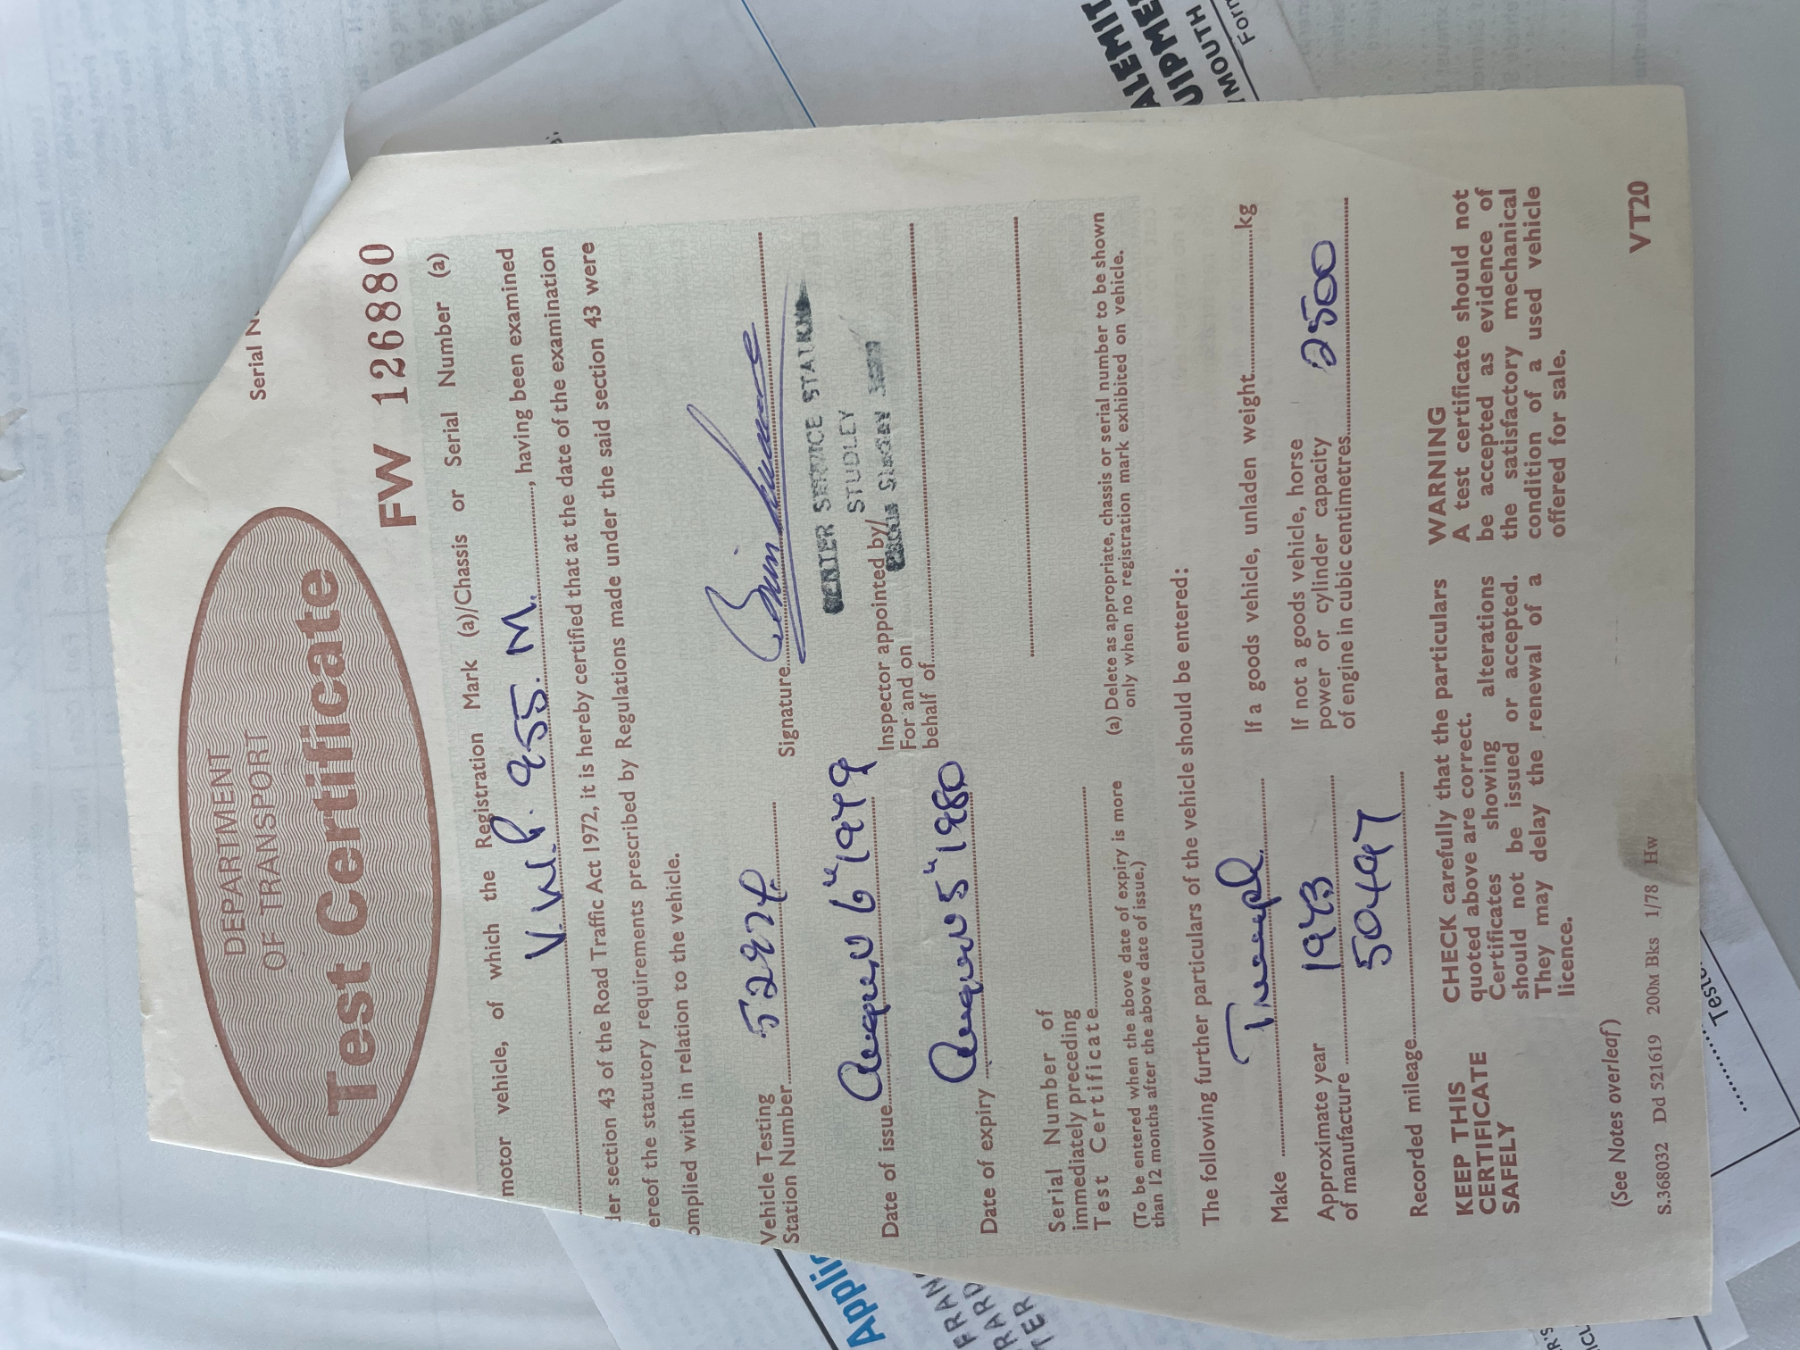 DEPARTMENT
OF TRANSPORT
Test Certificate
Serial N
FW 126880
motor vehicle, of which the Registration Mark (a)/Chassis or Serial Number (a)
V.W.P. 955. M. , having been examined
der section 43 of the Road Traffic Act 1972, it is hereby certified that at the date of the examination
ereof the statutory requirements prescribed by Regulations made under the said section 43 were
omplied with in relation to the vehicle.
Vehicle Testing
Station Number
Signature
SERVICE STATION
STUDLEY
Date of issue August 6th 1979
Inspector appointed by/
For and on
behalf of
Date of expiry August 5th 1980
Serial Number of
immediately preceding
Test Certificate
(To be entered when the above date of expiry is more
than 12 months after the above date of issue.)
(a) Delete as appropriate, chassis or serial number to be shown
only when no registration mark exhibited on vehicle.
The following further particulars of the vehicle should be entered:
Make Triumph.
If a goods vehicle, unladen weight kg
Approximate year
of manufacture 1973
If not a goods vehicle, horse
power or cylinder capacity
of engine in cubic centimetres 2500
Recorded mileage 50497
KEEP THIS
CERTIFICATE
SAFELY
CHECK carefully that the particulars
quoted above are correct.
Certificates showing alterations
should not be issued or accepted.
They may delay the renewal of a
licence.
WARNING
A test certificate should not
be accepted as evidence of
the satisfactory mechanical
condition of a used vehicle
offered for sale.
(See Notes overleaf)
S.368032 Dd 521619 200M Bks 1/78 Hw
VT20
ALEMIT
UIPME
MOUTH
Form
Applic
FRAN
RARD
TER
Test